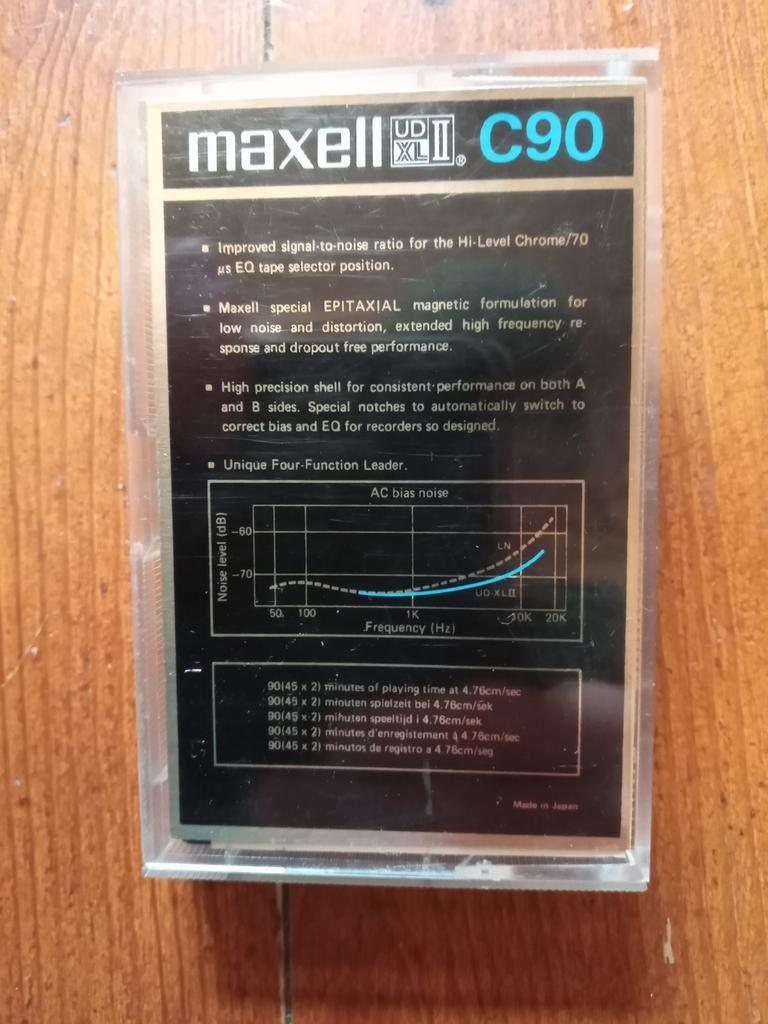 maxell UD XL II ® C90
▪ Improved signal-to-noise ratio for the Hi-Level Chrome/70
µs EQ tape selector position.
▪ Maxell special EPITAXIAL magnetic formulation for
low noise and distortion, extended high frequency re-
sponse and dropout free performance.
▪ High precision shell for consistent performance on both A
and B sides. Special notches to automatically switch to
correct bias and EQ for recorders so designed.
▪ Unique Four-Function Leader.
AC bias noise
Noise level (dB)
-60
LN
-70
UD-XLII
50 100 1K 10K 20K
Frequency (Hz)
90(45 x 2) minutes of playing time at 4.76cm/sec
90(45 x 2) minuten spielzeit bei 4.76cm/sek
90(45 x 2) minuten speeltijd i 4.76cm/sek
90(45 x 2) minutes d'enregistement à 4.76cm/sec
90(45 x 2) minutos de registro a 4.76cm/seg
Made in Japan